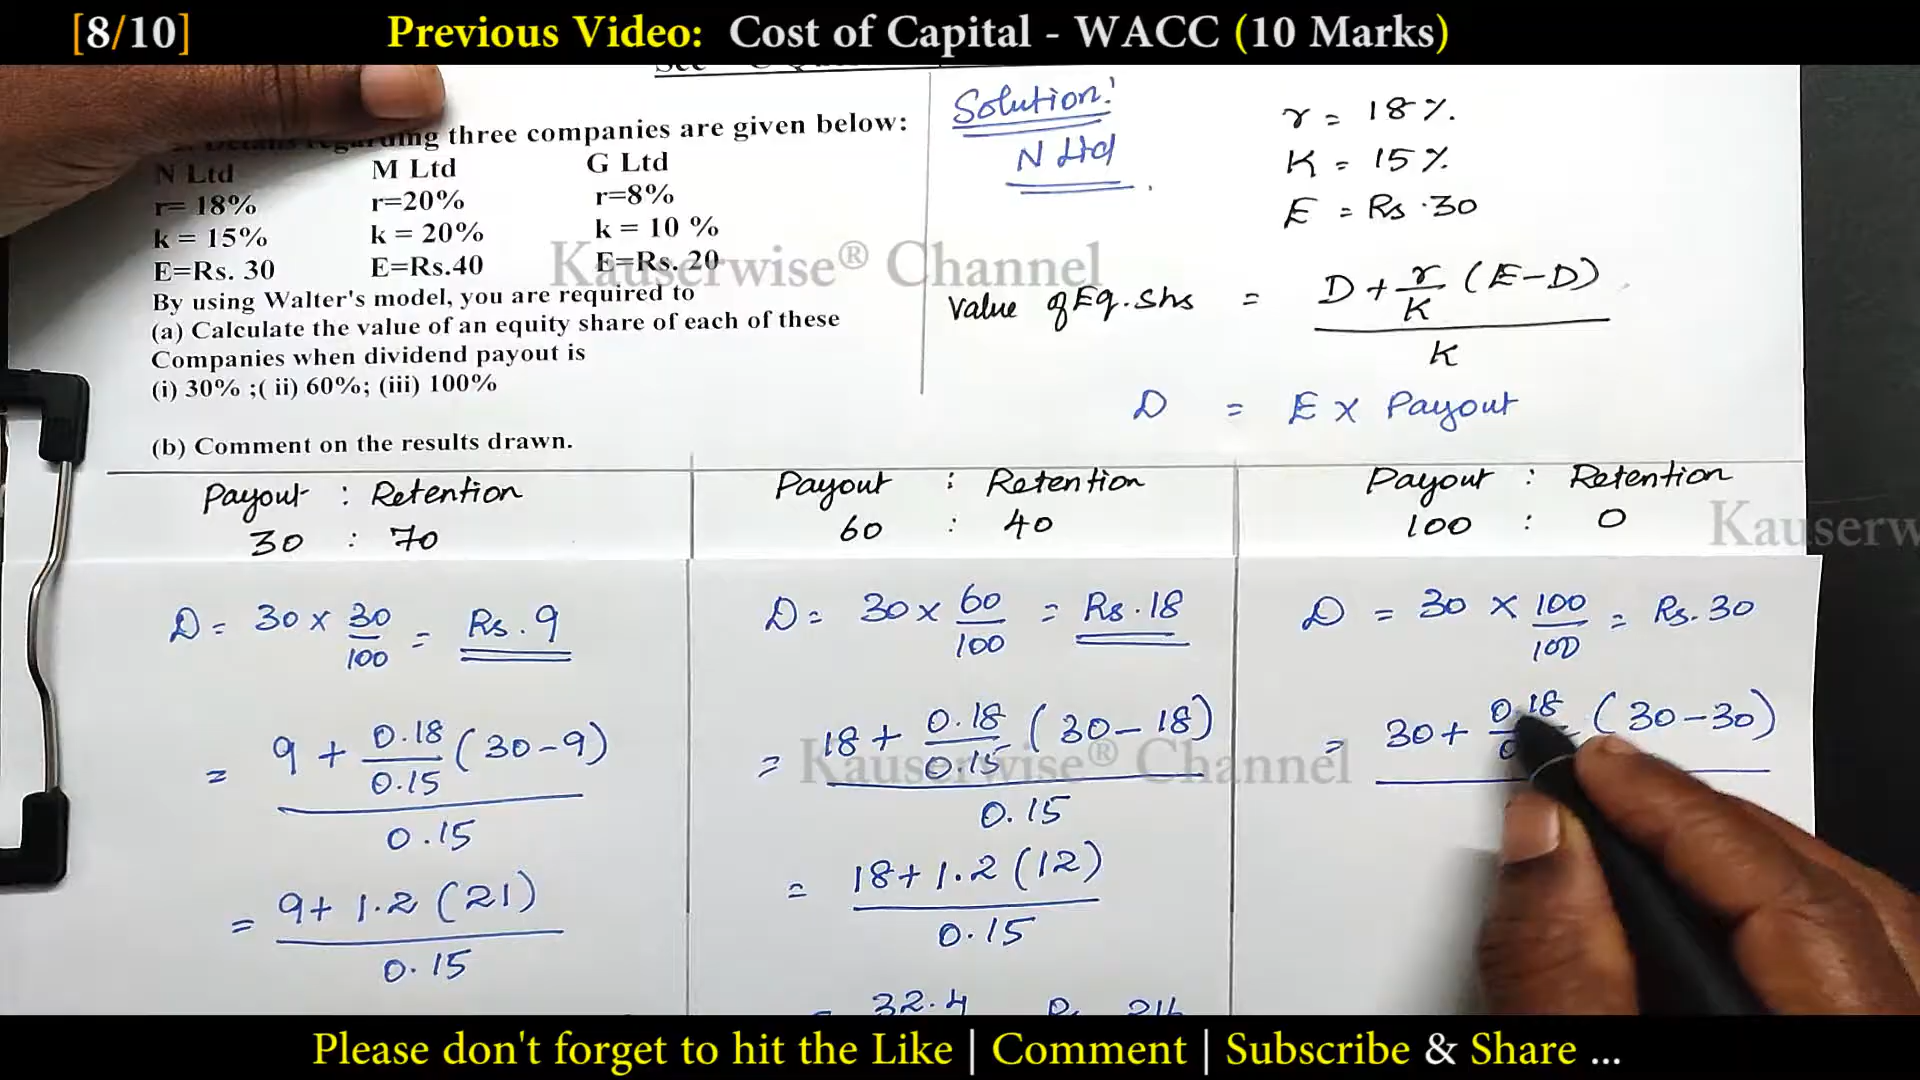 [8/10] Previous Video: Cost of Capital - WACC (10 Marks)
three companies are given below:
N Ltd M Ltd G Ltd
r= 18% r=20% r=8%
k = 15% k = 20% k = 10 %
E=Rs. 30 E=Rs.40 E=Rs. 20
By using Walter's model, you are required to
(a) Calculate the value of an equity share of each of these
Companies when dividend payout is
(i) 30% ;( ii) 60%; (iii) 100%
(b) Comment on the results drawn.
Solution:
N Ltd
r = 18%.
K = 15%
E = Rs.30
Value of Eq.Shs = D + r/K (E-D)
K
D = E x Payout
Kauserwise® Channel
Payout : Retention
30 : 70
D = 30 × 30/100 = Rs.9
= 9 + 0.18/0.15 (30-9)
0.15
= 9 + 1.2 (21)
0.15
Payout : Retention
60 : 40
D = 30 × 60/100 = Rs.18
= 18 + 0.18/0.15 (30-18)
0.15
= 18 + 1.2 (12)
0.15
32.4
Payout : Retention
100 : 0
D = 30 × 100/100 = Rs.30
= 30 + 0.18 (30-30)
Kauserwise® Channel
Kauserw
Please don't forget to hit the Like | Comment | Subscribe & Share ...